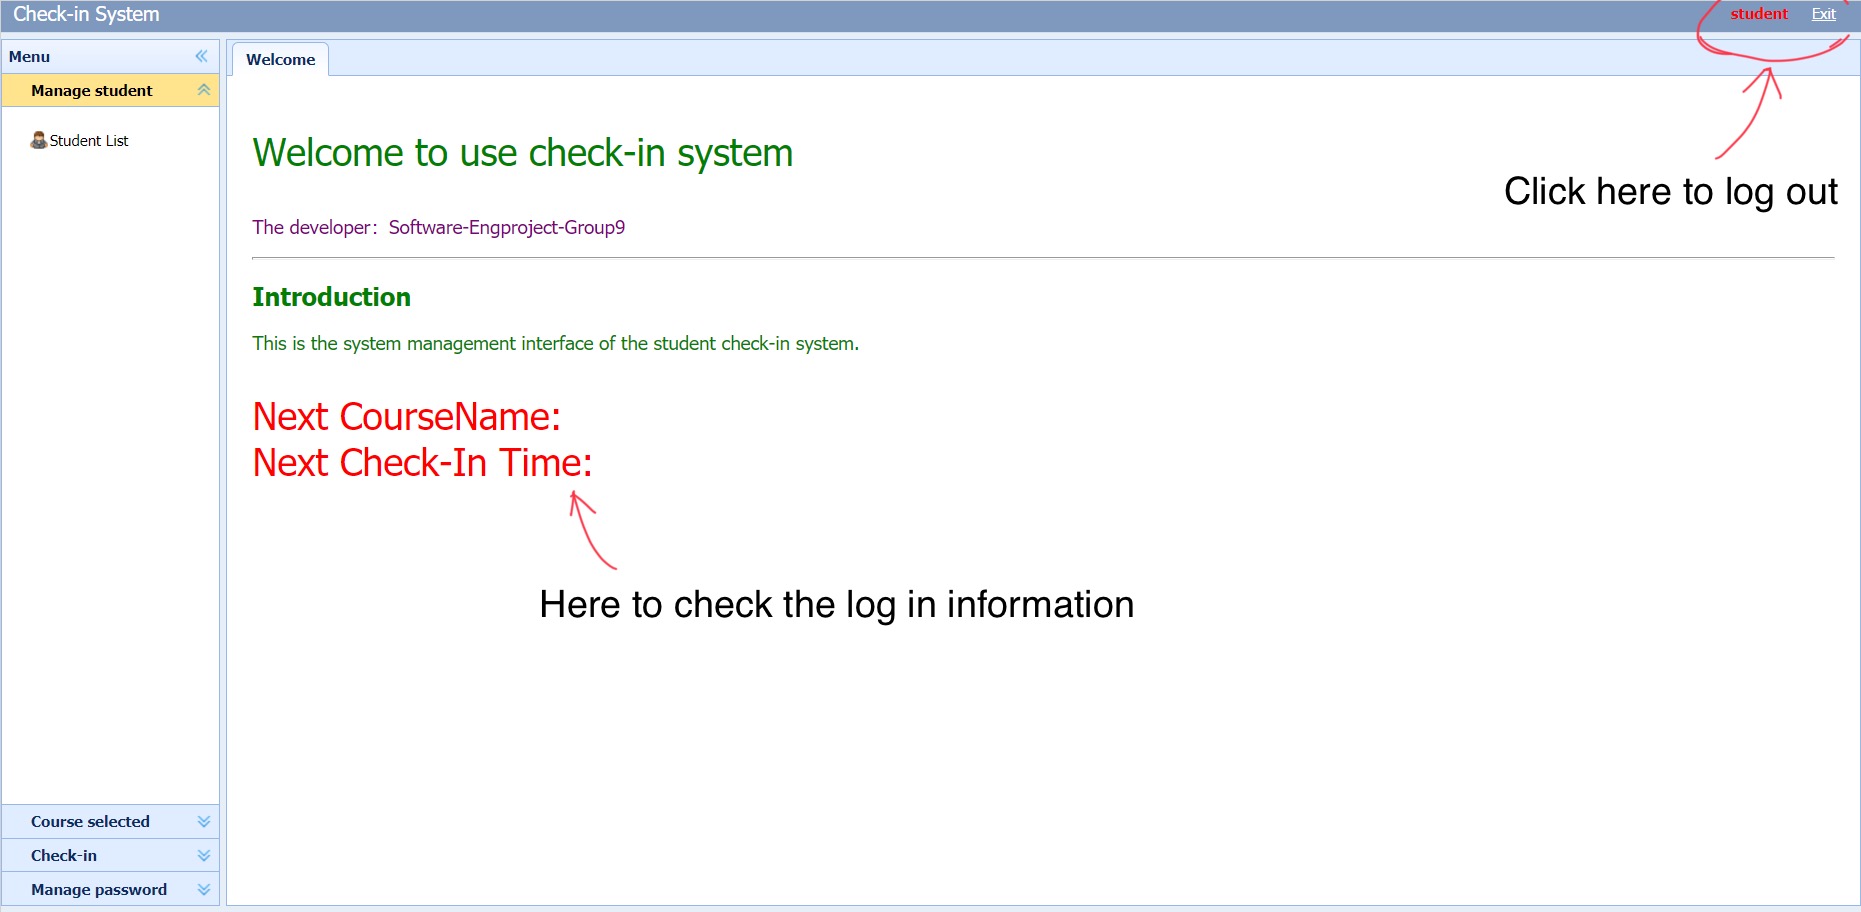 Check-in System
student Exit
Menu
Welcome
Manage student
Student List
Welcome to use check-in system
Click here to log out
The developer: Software-Engproject-Group9
Introduction
This is the system management interface of the student check-in system.
Next CourseName:
Next Check-In Time:
Here to check the log in information
Course selected
Check-in
Manage password